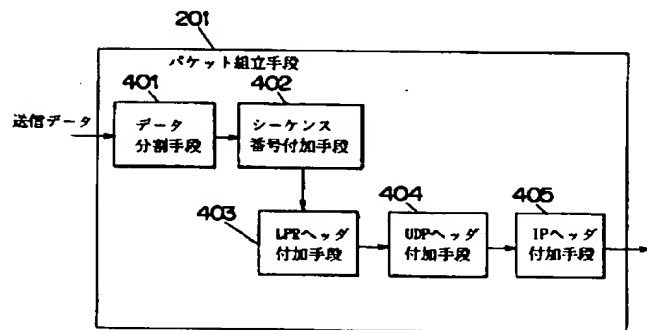 201
パケット組立手段
401
402
送信データ
データ
分割手段
シーケンス
番号付加手段
403
404
405
LPRヘッダ
付加手段
UDPヘッダ
付加手段
IPヘッダ
付加手段